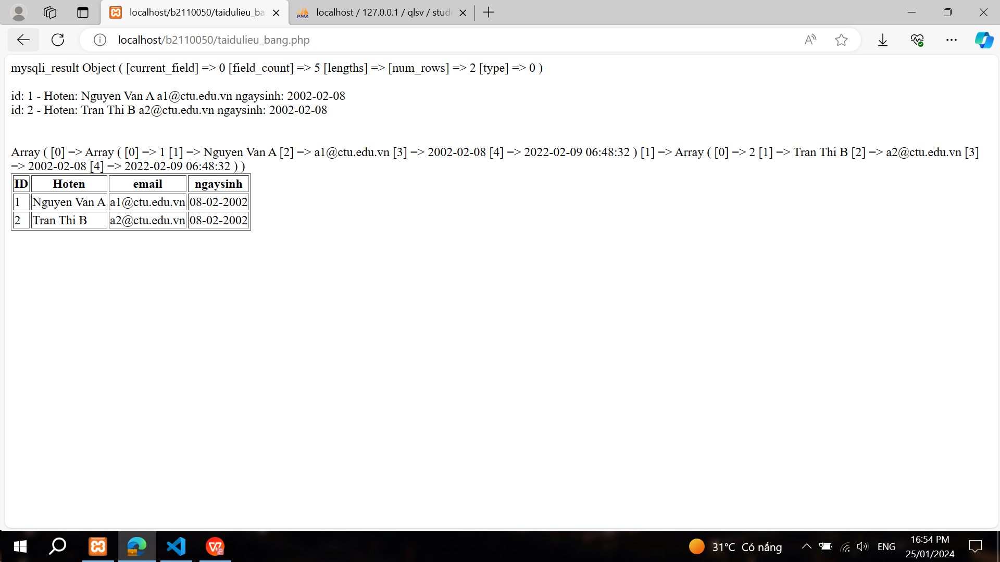 localhost/b2110050/taidulieu_ba
localhost / 127.0.0.1 / qlsv / stude
localhost/b2110050/taidulieu_bang.php
mysqli_result Object ( [current_field] => 0 [field_count] => 5 [lengths] => [num_rows] => 2 [type] => 0 )
id: 1 - Hoten: Nguyen Van A a1@ctu.edu.vn ngaysinh: 2002-02-08
id: 2 - Hoten: Tran Thi B a2@ctu.edu.vn ngaysinh: 2002-02-08
Array ( [0] => Array ( [0] => 1 [1] => Nguyen Van A [2] => a1@ctu.edu.vn [3] => 2002-02-08 [4] => 2022-02-09 06:48:32 ) [1] => Array ( [0] => 2 [1] => Tran Thi B [2] => a2@ctu.edu.vn [3]
=> 2002-02-08 [4] => 2022-02-09 06:48:32 ) )
ID Hoten email ngaysinh
1 Nguyen Van A a1@ctu.edu.vn 08-02-2002
2 Tran Thi B a2@ctu.edu.vn 08-02-2002
31°C Có nắng
ENG
16:54 PM
25/01/2024